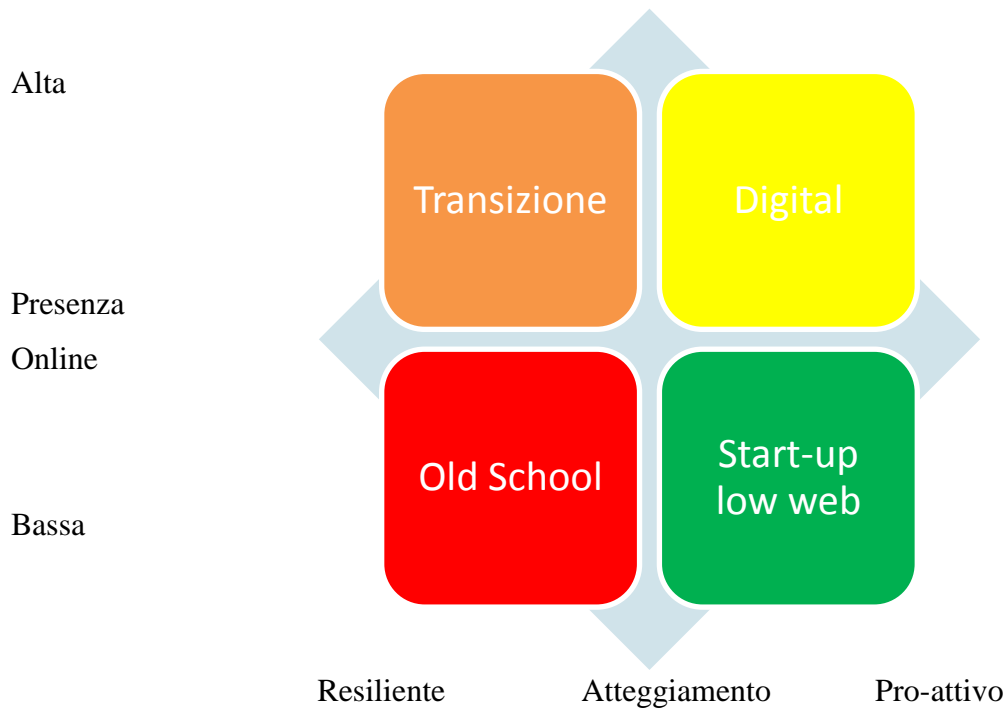 Alta
Transizione
Digital
Presenza
Online
Old School
Start-up
low web
Bassa
Resiliente
Atteggiamento
Pro-attivo